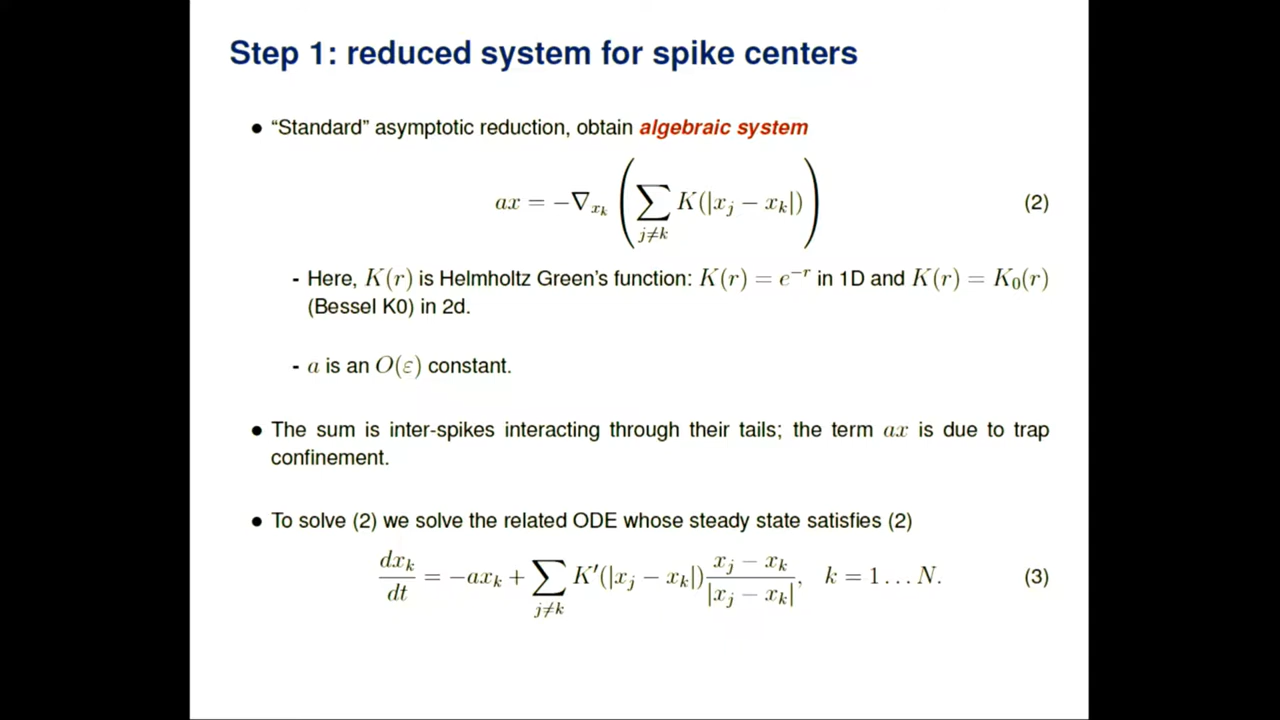 Step 1: reduced system for spike centers
● “Standard” asymptotic reduction, obtain algebraic system
ax = −∇_{x_k} ( ∑_{j≠k} K(|x_j − x_k|) ) (2)
- Here, K(r) is Helmholtz Green’s function: K(r) = e^{−r} in 1D and K(r) = K_0(r)
(Bessel K0) in 2d.
- a is an O(ε) constant.
● The sum is inter-spikes interacting through their tails; the term ax is due to trap
confinement.
● To solve (2) we solve the related ODE whose steady state satisfies (2)
dx_k/dt = −ax_k + ∑_{j≠k} K′(|x_j − x_k|) (x_j − x_k)/|x_j − x_k|, k = 1 . . . N. (3)